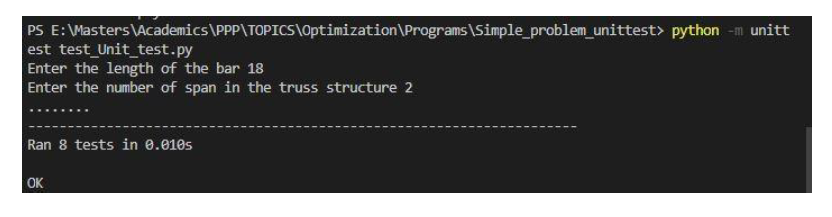 PS E:\Masters\Academics\PPP\TOPICS\Optimization\Programs\Simple_problem_unittest> python -m unitt
est test_Unit_test.py
Enter the length of the bar 18
Enter the number of span in the truss structure 2
........
----------------------------------------------------------------------
Ran 8 tests in 0.010s
OK